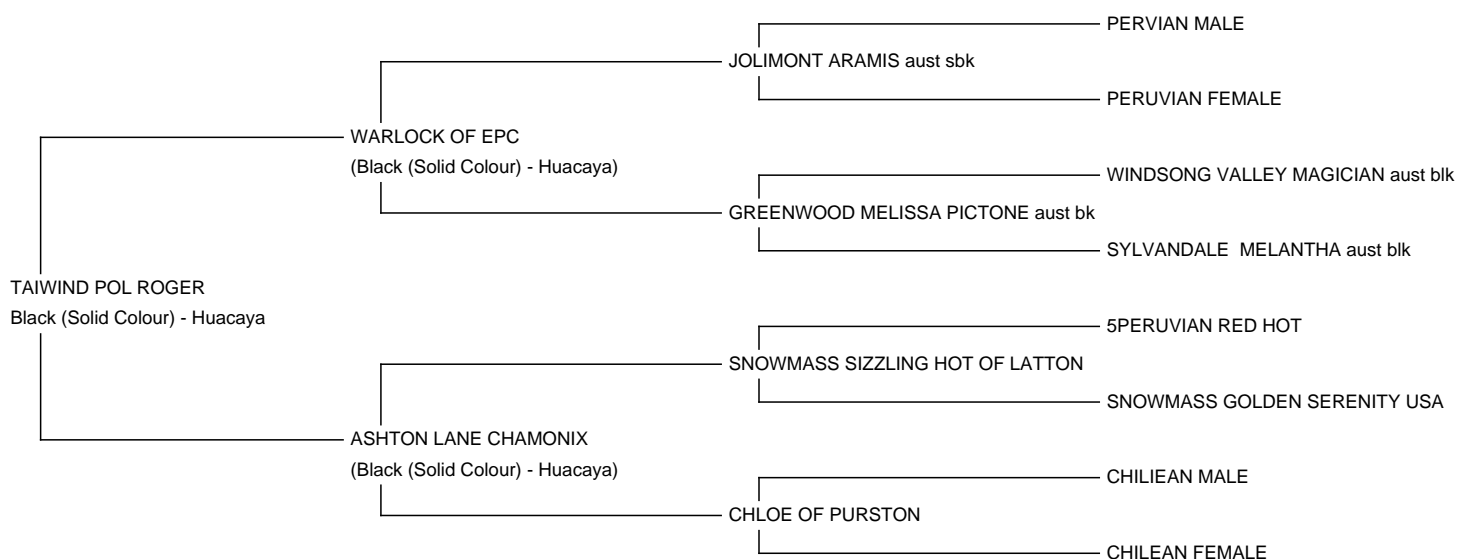 PERVIAN MALE
JOLIMONT ARAMIS aust sbk
PERUVIAN FEMALE
WARLOCK OF EPC
(Black (Solid Colour) - Huacaya)
WINDSONG VALLEY MAGICIAN aust blk
GREENWOOD MELISSA PICTONE aust bk
SYLVANDALE  MELANTHA aust blk
TAIWIND POL ROGER
Black (Solid Colour) - Huacaya
5PERUVIAN RED HOT
SNOWMASS SIZZLING HOT OF LATTON
SNOWMASS GOLDEN SERENITY USA
ASHTON LANE CHAMONIX
(Black (Solid Colour) - Huacaya)
CHILIEAN MALE
CHLOE OF PURSTON
CHILEAN FEMALE